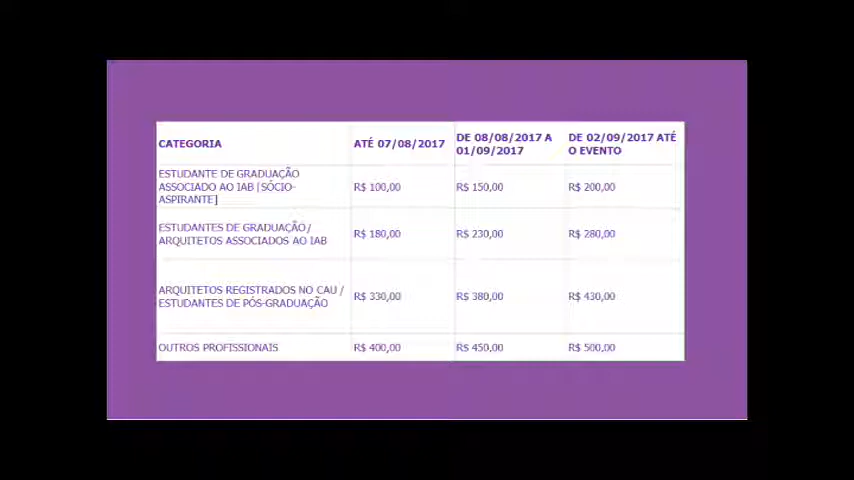 CATEGORIA
ATÉ 07/08/2017
DE 08/08/2017 A
01/09/2017
DE 02/09/2017 ATÉ
O EVENTO
ESTUDANTE DE GRADUAÇÃO
ASSOCIADO AO IAB [SÓCIO-
ASPIRANTE]
R$ 100,00
R$ 150,00
R$ 200,00
ESTUDANTES DE GRADUAÇÃO/
ARQUITETOS ASSOCIADOS AO IAB
R$ 180,00
R$ 230,00
R$ 280,00
ARQUITETOS REGISTRADOS NO CAU /
ESTUDANTES DE PÓS-GRADUAÇÃO
R$ 330,00
R$ 380,00
R$ 430,00
OUTROS PROFISSIONAIS
R$ 400,00
R$ 450,00
R$ 500,00